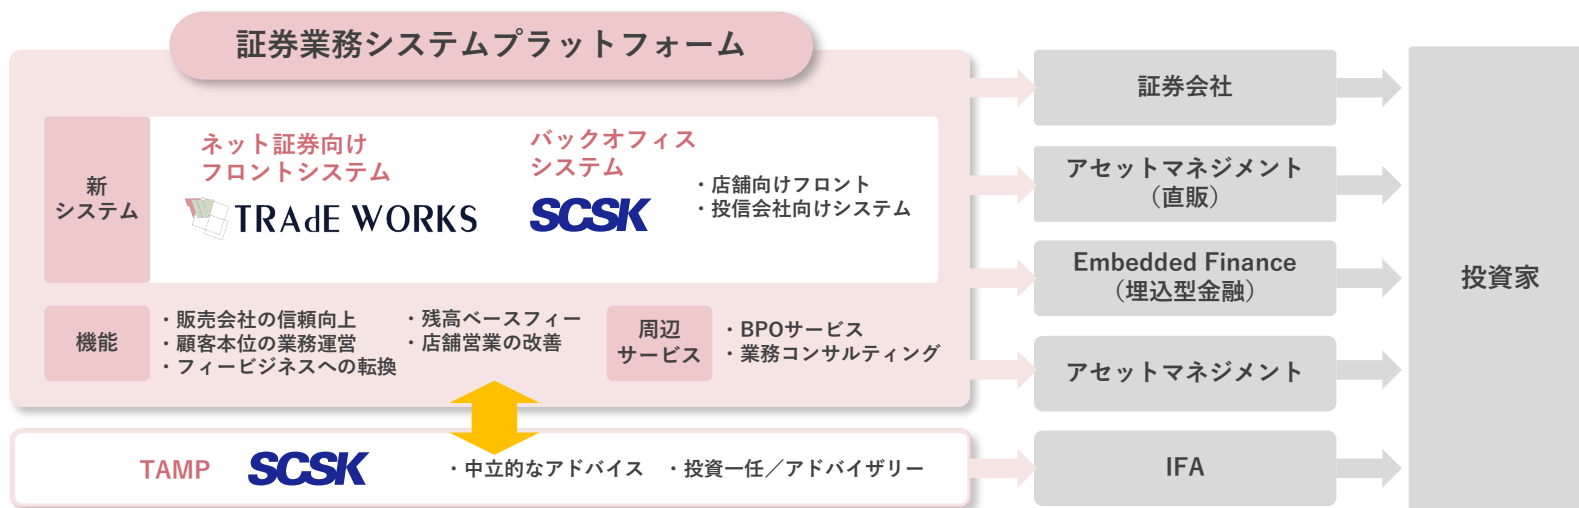 証券業務システムプラットフォーム
新
システム
ネット証券向け
フロントシステム
TRAdE WORKS
バックオフィス
システム
SCSK
・店舗向けフロント
・投信会社向けシステム
機能
・販売会社の信頼向上
・顧客本位の業務運営
・フィービジネスへの転換
・残高ベースフィー
・店舗営業の改善
周辺
サービス
・BPOサービス
・業務コンサルティング
TAMP
SCSK
・中立的なアドバイス
・投資一任／アドバイザリー
証券会社
アセットマネジメント
（直販）
Embedded Finance
（埋込型金融）
アセットマネジメント
IFA
投資家